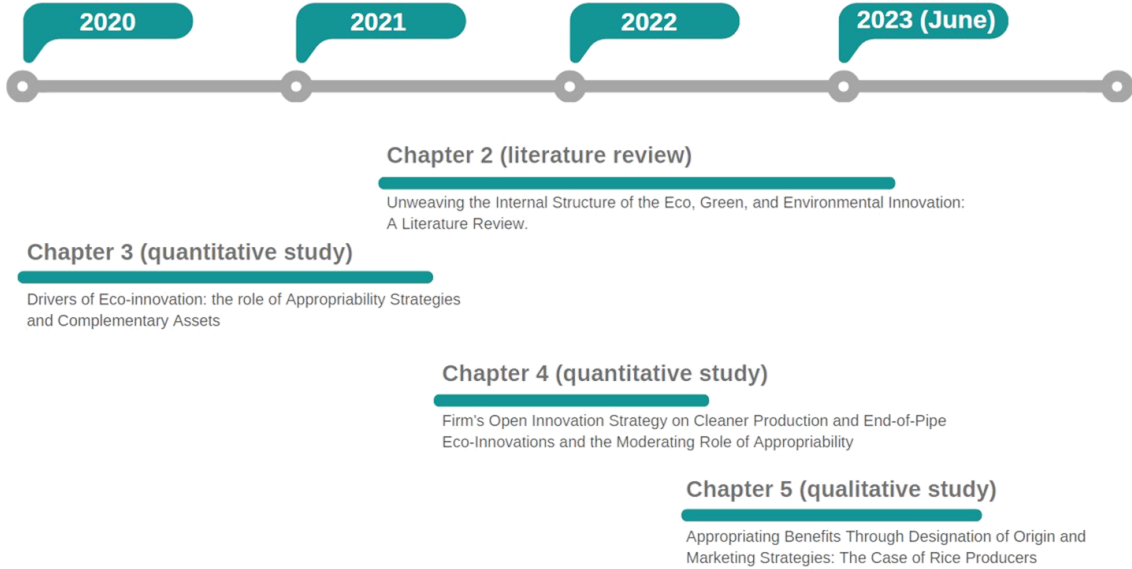 2020
2021
2022
2023 (June)
Chapter 2 (literature review)
Unweaving the Internal Structure of the Eco, Green, and Environmental Innovation:
A Literature Review.
Chapter 3 (quantitative study)
Drivers of Eco-innovation: the role of Appropriability Strategies
and Complementary Assets
Chapter 4 (quantitative study)
Firm's Open Innovation Strategy on Cleaner Production and End-of-Pipe
Eco-Innovations and the Moderating Role of Appropriability
Chapter 5 (qualitative study)
Appropriating Benefits Through Designation of Origin and
Marketing Strategies: The Case of Rice Producers